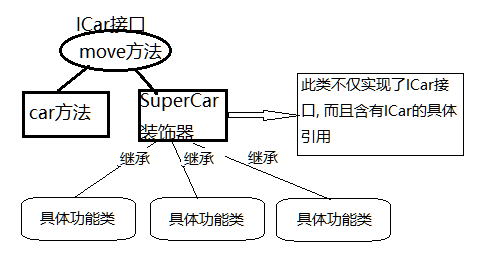 ICar接口
move方法
car方法
SuperCar
装饰器
此类不仅实现了ICar接
口, 而且含有ICar的具体
引用
继承
继承
继承
具体功能类
具体功能类
具体功能类